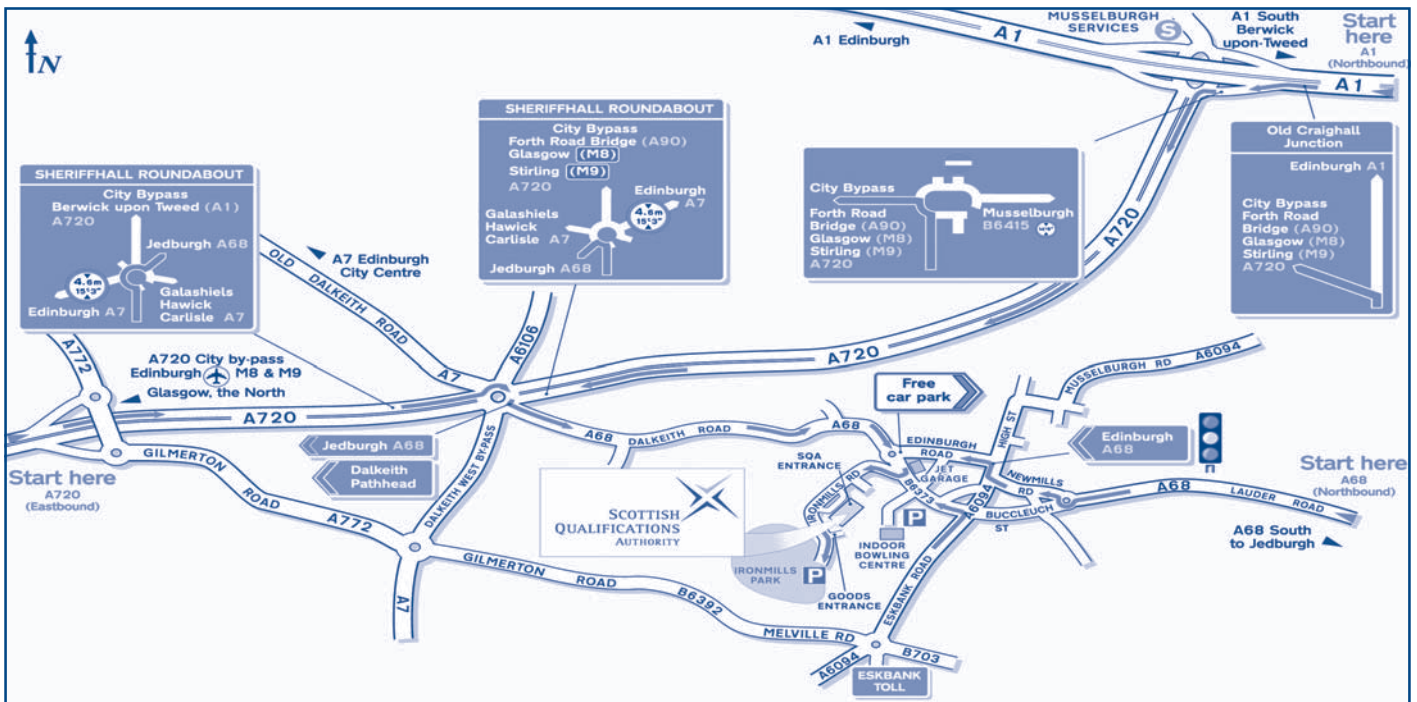 N
MUSSELBURGH
SERVICES
S
A1 South
Berwick
upon-Tweed
Start
here
A1
(Northbound)
A1 Edinburgh
A1
A1
SHERIFFHALL ROUNDABOUT
City Bypass
Forth Road Bridge (A90)
Glasgow (M8)
Stirling (M9)
A720
Edinburgh
A7
4.6m
15'3"
Galashiels
Hawick
Carlisle A7
Jedburgh A68
SHERIFFHALL ROUNDABOUT
City Bypass
Berwick upon Tweed (A1)
A720
Jedburgh A68
4.6m
15'3"
Galashiels
Hawick
Carlisle A7
Edinburgh A7
City Bypass
Forth Road
Bridge (A90)
Glasgow (M8)
Stirling (M9)
A720
Musselburgh
B6415
Old Craighall
Junction
Edinburgh A1
City Bypass
Forth Road
Bridge (A90)
Glasgow (M8)
Stirling (M9)
A720
A720
A7 Edinburgh
City Centre
OLD DALKEITH ROAD
A7
A6106
A772
A720 City by-pass
Edinburgh M8 & M9
Glasgow, the North
A720
A720
MUSSELBURGH RD
A6094
Free
car park
HIGH ST
Jedburgh A68
Dalkeith
Pathhead
A68
DALKEITH ROAD
A68
EDINBURGH
ROAD
Edinburgh
A68
Start here
A720
(Eastbound)
GILMERTON ROAD
A772
DALKEITH WEST BY-PASS
SQA
ENTRANCE
JET
GARAGE
IRONMILLS RD
B6373
A6094
NEWMILLS
RD
BUCCLEUCH
ST
A68
LAUDER ROAD
Start here
A68
(Northbound)
A68 South
to Jedburgh
SCOTTISH
QUALIFICATIONS
AUTHORITY
P
INDOOR
BOWLING
CENTRE
IRONMILLS
PARK
P
GOODS
ENTRANCE
ESKBANK ROAD
GILMERTON ROAD
B6392
MELVILLE RD
A7
A6094
B703
ESKBANK
TOLL